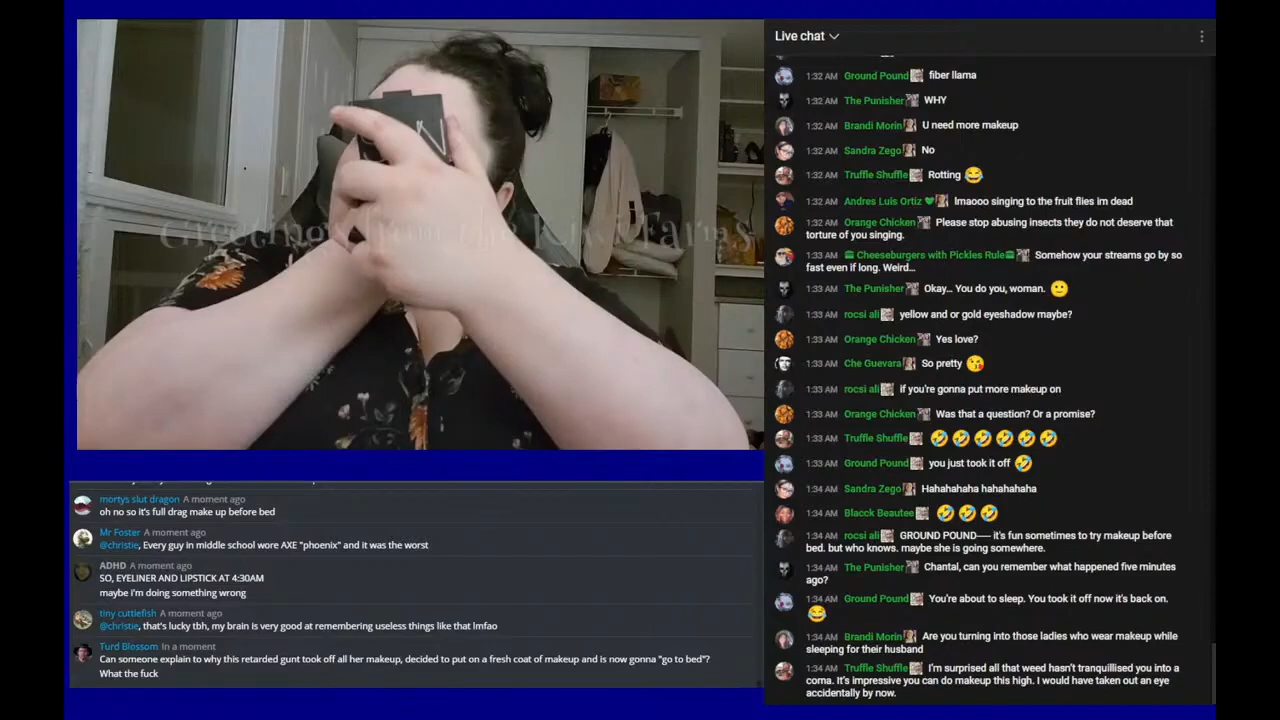 Greetings from the Kiwi Farms
mortys slut dragon A moment ago
oh no so it's full drag make up before bed
Mr Foster A moment ago
@christie, Every guy in middle school wore AXE "phoenix" and it was the worst
ADHD A moment ago
SO, EYELINER AND LIPSTICK AT 4:30AM
maybe i'm doing something wrong
tiny cuttlefish A moment ago
@christie, that's lucky tbh, my brain is very good at remembering useless things like that lmfao
Turd Blossom In a moment
Can someone explain to why this retarded gunt took off all her makeup, decided to put on a fresh coat of makeup and is now gonna "go to bed"?
What the fuck
Live chat
1:32 AM Ground Pound fiber llama
1:32 AM The Punisher WHY
1:32 AM Brandi Morin U need more makeup
1:32 AM Sandra Zego No
1:32 AM Truffle Shuffle Rotting 😂
1:32 AM Andres Luis Ortiz 💚 lmaooo singing to the fruit flies im dead
1:32 AM Orange Chicken Please stop abusing insects they do not deserve that
torture of you singing.
1:33 AM 🍔 Cheeseburgers with Pickles Rule🍔 Somehow your streams go by so
fast even if long. Weird...
1:33 AM The Punisher Okay... You do you, woman. 🙂
1:33 AM rocsi ali yellow and or gold eyeshadow maybe?
1:33 AM Orange Chicken Yes love?
1:33 AM Che Guevara So pretty 😘
1:33 AM rocsi ali if you're gonna put more makeup on
1:33 AM Orange Chicken Was that a question? Or a promise?
1:33 AM Truffle Shuffle 🤣🤣🤣🤣🤣🤣
1:33 AM Ground Pound you just took it off 🤣
1:34 AM Sandra Zego Hahahahaha hahahahaha
1:34 AM Blacck Beautee 🤣🤣🤣
1:34 AM rocsi ali GROUND POUND—- it's fun sometimes to try makeup before
bed. but who knows. maybe she is going somewhere.
1:34 AM The Punisher Chantal, can you remember what happened five minutes
ago?
1:34 AM Ground Pound You're about to sleep. You took it off now it's back on.
😂
1:34 AM Brandi Morin Are you turning into those ladies who wear makeup while
sleeping for their husband
1:34 AM Truffle Shuffle I'm surprised all that weed hasn't tranquillised you into a
coma. It's impressive you can do makeup this high. I would have taken out an eye
accidentally by now.